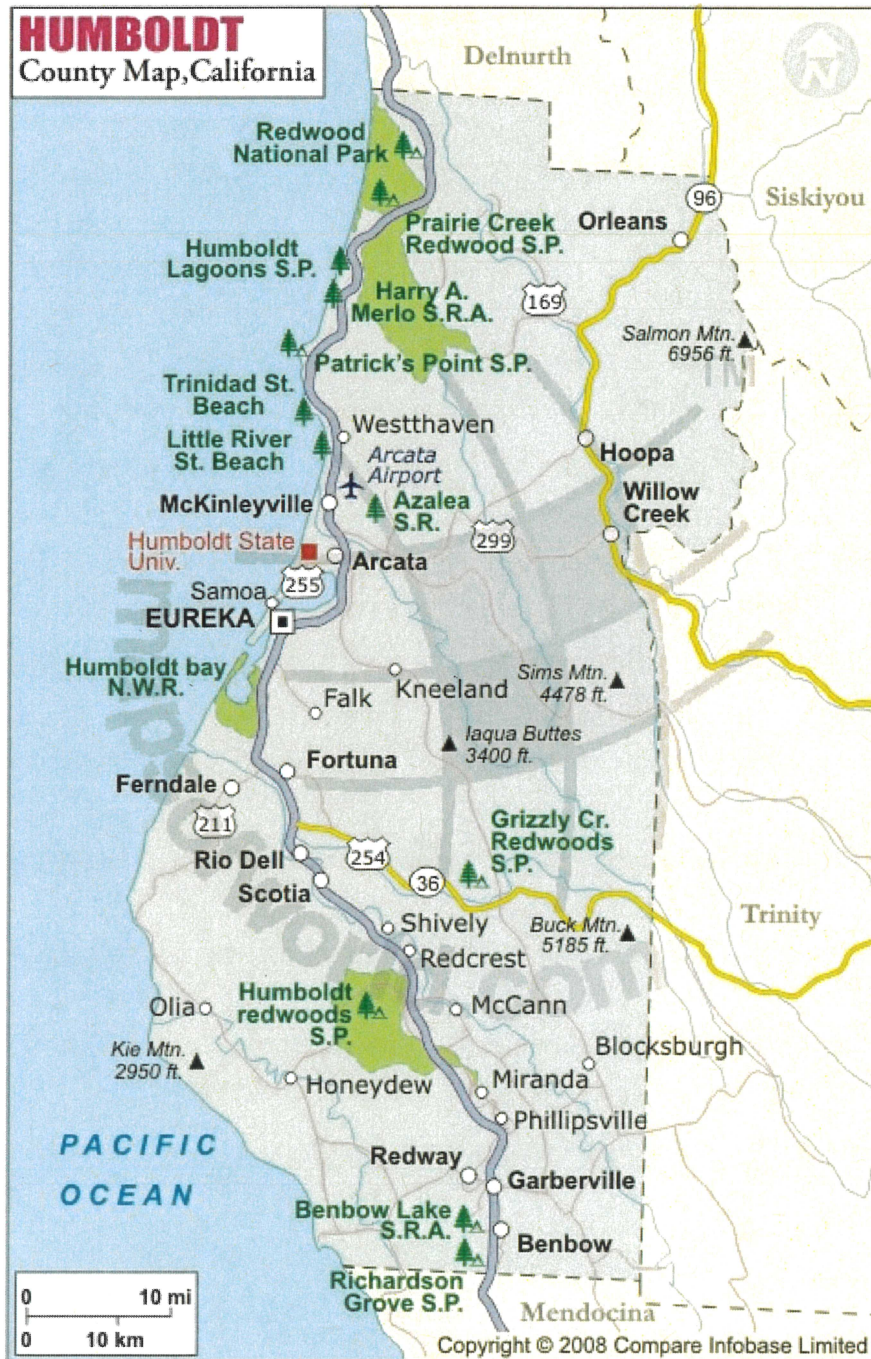 HUMBOLDT
County Map,California
Delnurth
N
Redwood
National Park
96
Siskiyou
Orleans
Prairie Creek
Redwood S.P.
Humboldt
Lagoons S.P.
Harry A.
Merlo S.R.A.
169
Salmon Mtn.
6956 ft.
Patrick's Point S.P.
Trinidad St.
Beach
Westthaven
Little River
St. Beach
Arcata
Airport
Hoopa
McKinleyville
Azalea
S.R.
Willow
Creek
Humboldt State
Univ.
299
Arcata
255
Samoa
EUREKA
Humboldt bay
N.W.R.
Kneeland
Sims Mtn.
4478 ft.
Falk
Iaqua Buttes
3400 ft.
Fortuna
Ferndale
211
Grizzly Cr.
Redwoods
S.P.
Rio Dell
254
36
Scotia
Shively
Buck Mtn.
5185 ft.
Trinity
Redcrest
Humboldt
redwoods
S.P.
Olia
McCann
Kie Mtn.
2950 ft.
Blocksburgh
Honeydew
Miranda
Phillipsville
PACIFIC
OCEAN
Redway
Garberville
Benbow Lake
S.R.A.
Benbow
Richardson
Grove S.P.
Mendocina
0 10 mi
0 10 km
Copyright © 2008 Compare Infobase Limited